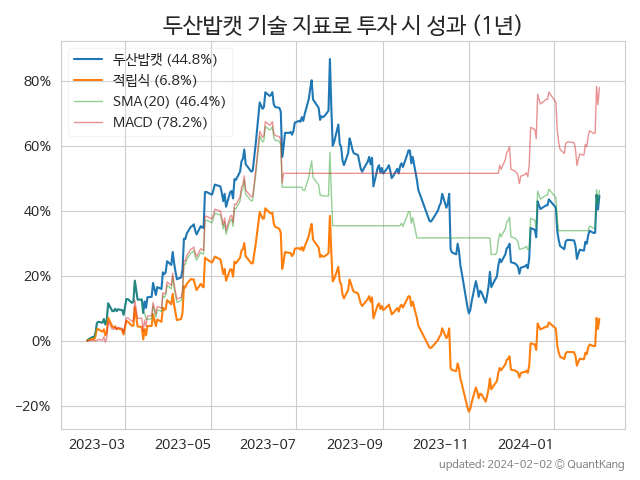 두산밥캣 기술 지표로 투자 시 성과 (1년)
두산밥캣 (44.8%)
적립식 (6.8%)
SMA(20) (46.4%)
MACD (78.2%)
80%
60%
40%
20%
0%
−20%
2023-03 2023-05 2023-07 2023-09 2023-11 2024-01
updated: 2024-02-02 © QuantKang